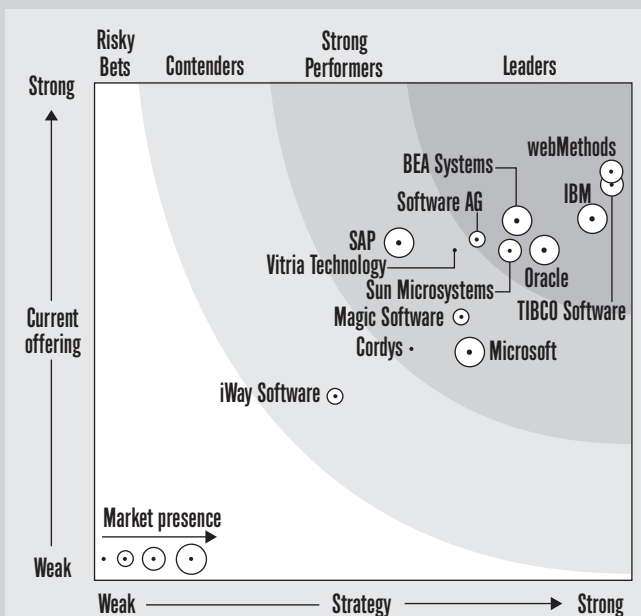 Risky
Bets
Contenders
Strong
Performers
Leaders
Strong
webMethods
BEA Systems
Software AG
IBM
SAP
Vitria Technology
Oracle
Sun Microsystems
TIBCO Software
Current
offering
Magic Software
Cordys
Microsoft
iWay Software
Market presence
Weak
Weak
Strategy
Strong